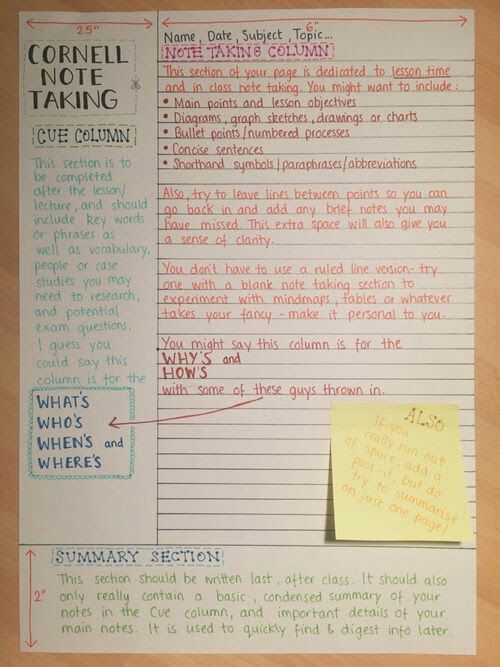 2.5"
6"
CORNELL
NOTE
TAKING
CUE COLUMN
This section is to
be completed
after the lesson/
lecture, and should
include key words
or phrases as
well as vocabulary,
people or case
studies you may
need to research,
and potential
exam questions.
I guess you
could say this
column is for the
WHAT'S
WHO'S
WHEN'S and
WHERE'S
Name, Date, Subject, Topic...
NOTE TAKING COLUMN
This section of your page is dedicated to lesson time
and in class note taking. You might want to include:
• Main points and lesson objectives
• Diagrams, graph sketches, drawings or charts
• Bullet points/numbered processes
• Concise sentences
• Shorthand symbols/paraphrases/abbreviations
Also, try to leave lines between points so you can
go back in and add any brief notes you may
have missed. This extra space will also give you
a sense of clarity.
You don't have to use a ruled line version - try
one with a blank note taking section to
experiment with mindmaps, tables or whatever
takes your fancy - make it personal to you.
You might say this column is for the
WHY'S and
HOW'S
with some of these guys thrown in.
ALSO
If you
really run out
of space, add a
post-it, but do
try to summarise
on just one page!
SUMMARY SECTION
2"
This section should be written last, after class. It should also
only really contain a basic, condensed summary of your
notes in the Cue column, and important details of your
main notes. It is used to quickly find & digest info later.